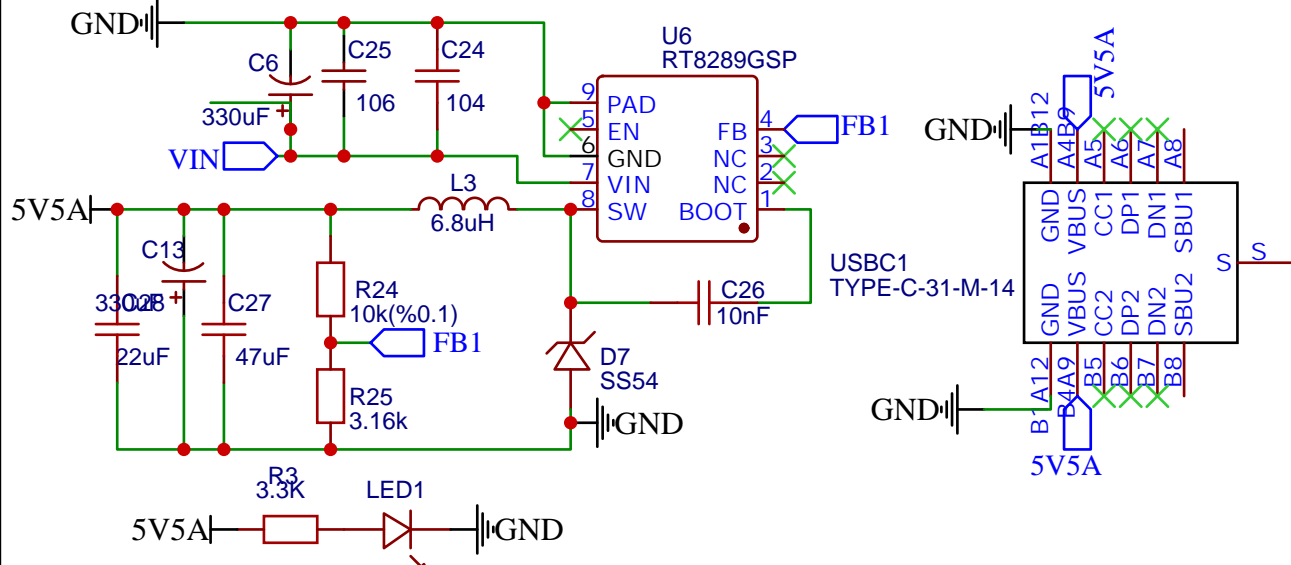 GND
C6
330uF
+
C25
106
C24
104
VIN
U6
RT8289GSP
9 PAD
5 EN
6 GND
7 VIN
8 SW
FB 4
NC 3
NC 2
BOOT 1
FB1
5V5A
L3
6.8uH
C13
+
C27
47uF
22uF
R24
10k(%0.1)
FB1
R25
3.16k
C26
10nF
D7
SS54
GND
R3
3.3K
LED1
5V5A
GND
5V5A
GND
A1B12
A4B9
A5
A6
A7
A8
GND
VBUS
CC1
DP1
DN1
SBU1
USBC1
TYPE-C-31-M-14
S
S
GND
VBUS
CC2
DP2
DN2
SBU2
B1A12
B4A9
B5
B6
B7
B8
GND
5V5A